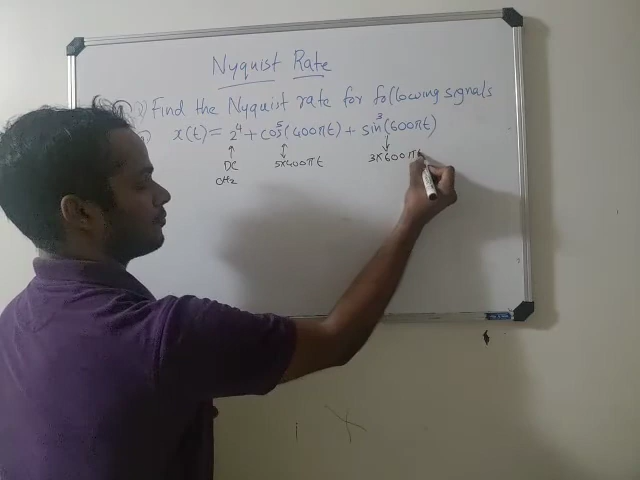 Nyquist Rate
Find the Nyquist rate for following signals
x(t) = 2⁴ + cos⁵(400πt) + sin³(600πt)
DC 5×400πt 3×600πt
0Hz